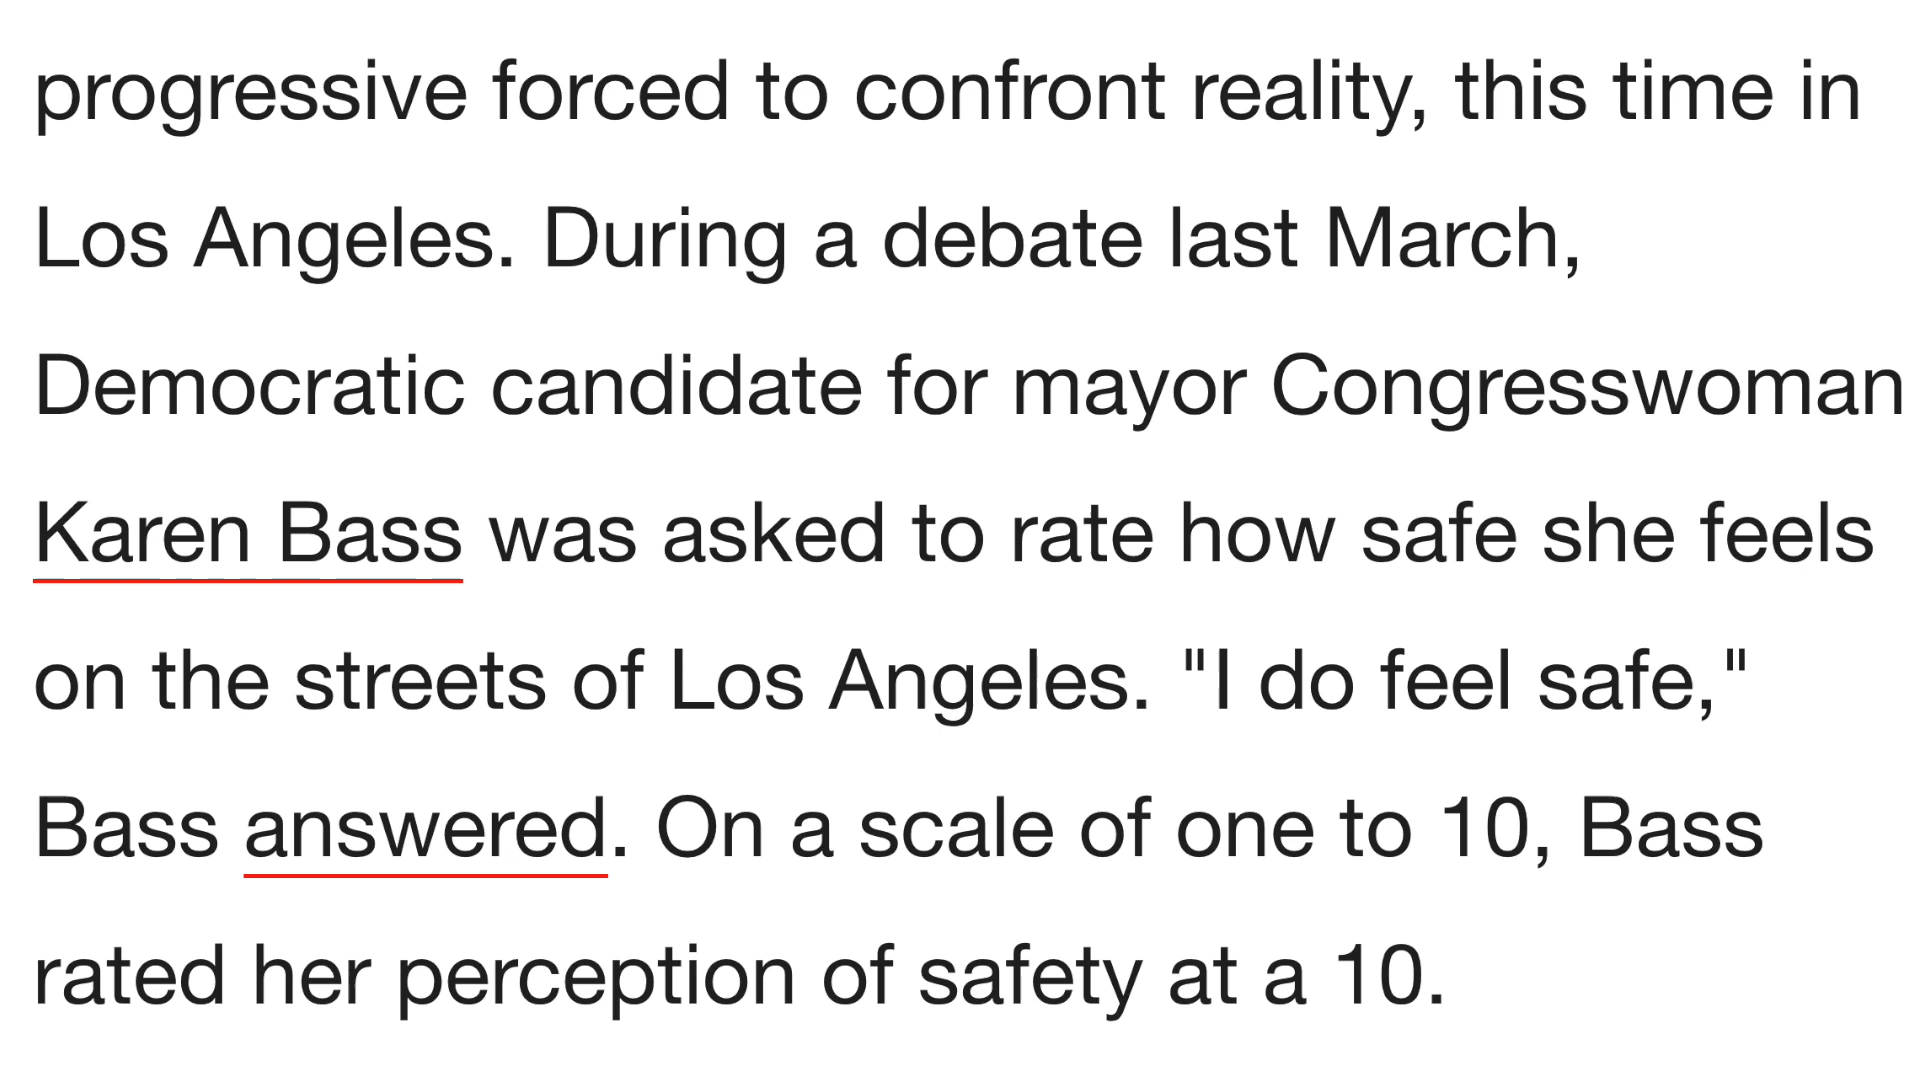 progressive forced to confront reality, this time in
Los Angeles. During a debate last March,
Democratic candidate for mayor Congresswoman
Karen Bass was asked to rate how safe she feels
on the streets of Los Angeles. "I do feel safe,"
Bass answered. On a scale of one to 10, Bass
rated her perception of safety at a 10.